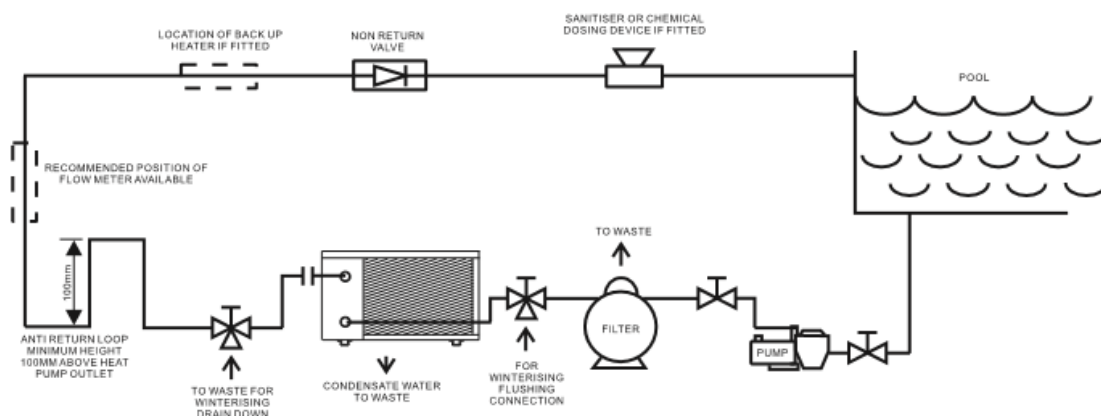 LOCATION OF BACK UP
HEATER IF FITTED
NON RETURN
VALVE
SANITISER OR CHEMICAL
DOSING DEVICE IF FITTED
POOL
RECOMMENDED POSITION OF
FLOW METER AVAILABLE
100mm
ANTI RETURN LOOP
MINIMUM HEIGHT
100MM ABOVE HEAT
PUMP OUTLET
TO WASTE FOR
WINTERISING
DRAIN DOWN
CONDENSATE WATER
TO WASTE
FOR
WINTERISING
FLUSHING
CONNECTION
TO WASTE
FILTER
PUMP